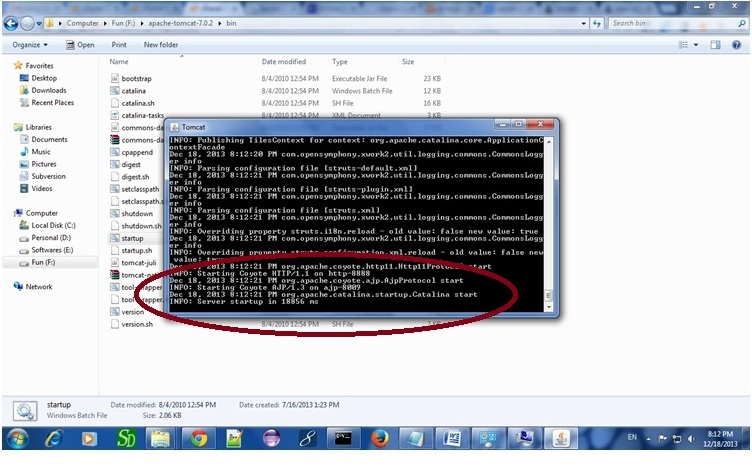 Computer ▸ Fun (F:) ▸ apache-tomcat-7.0.2 ▸ bin
Search bin
Organize Open Print New folder
Name Date modified Type Size
Favorites
Desktop
Downloads
Recent Places
Libraries
Documents
Music
Pictures
Subversion
Videos
Computer
Local Disk (C:)
Personal (D:)
Softwares (E:)
Fun (F:)
Network
bootstrap 8/4/2010 12:54 PM Executable Jar File 23 KB
catalina 8/4/2010 12:54 PM Windows Batch File 12 KB
catalina.sh 8/4/2010 12:54 PM SH File 16 KB
catalina-tasks 8/4/2010 12:54 PM XML Document 3 KB
commons-da
commons-da
cpappend
digest
digest.sh
setclasspath
setclasspath.s
shutdown
shutdown.sh
startup
startup.sh
tomcat-juli
tomcat-na
tool-wrapper
tool-wrapper.
version
version.sh 8/4/2010 12:54 PM SH File
Tomcat
INFO: Publishing TilesContext for context: org.apache.catalina.core.ApplicationC
ontextFacade
Dec 18, 2013 8:12:20 PM com.opensymphony.xwork2.util.logging.commons.CommonsLogg
er info
INFO: Parsing configuration file [struts-default.xml]
Dec 18, 2013 8:12:21 PM com.opensymphony.xwork2.util.logging.commons.CommonsLogg
er info
INFO: Parsing configuration file [struts-plugin.xml]
Dec 18, 2013 8:12:21 PM com.opensymphony.xwork2.util.logging.commons.CommonsLogg
er info
INFO: Parsing configuration file [struts.xml]
Dec 18, 2013 8:12:21 PM com.opensymphony.xwork2.util.logging.commons.CommonsLogg
er info
INFO: Overriding property struts.i18n.reload - old value: false new value: true
Dec 18, 2013 8:12:21 PM com.opensymphony.xwork2.util.logging.commons.CommonsLogg
er info
INFO: Overriding property struts.configuration.xml.reload - old value: false new
value: true
Dec 18, 2013 8:12:21 PM org.apache.coyote.http11.Http11Protocol start
INFO: Starting Coyote HTTP/1.1 on http-8088
Dec 18, 2013 8:12:21 PM org.apache.coyote.ajp.AjpProtocol start
INFO: Starting Coyote AJP/1.3 on ajp-8009
Dec 18, 2013 8:12:21 PM org.apache.catalina.startup.Catalina start
INFO: Server startup in 18856 ms
startup Date modified: 8/4/2010 12:54 PM Date created: 7/16/2013 1:23 PM
Windows Batch File Size: 2.06 KB
EN
8:12 PM
12/18/2013